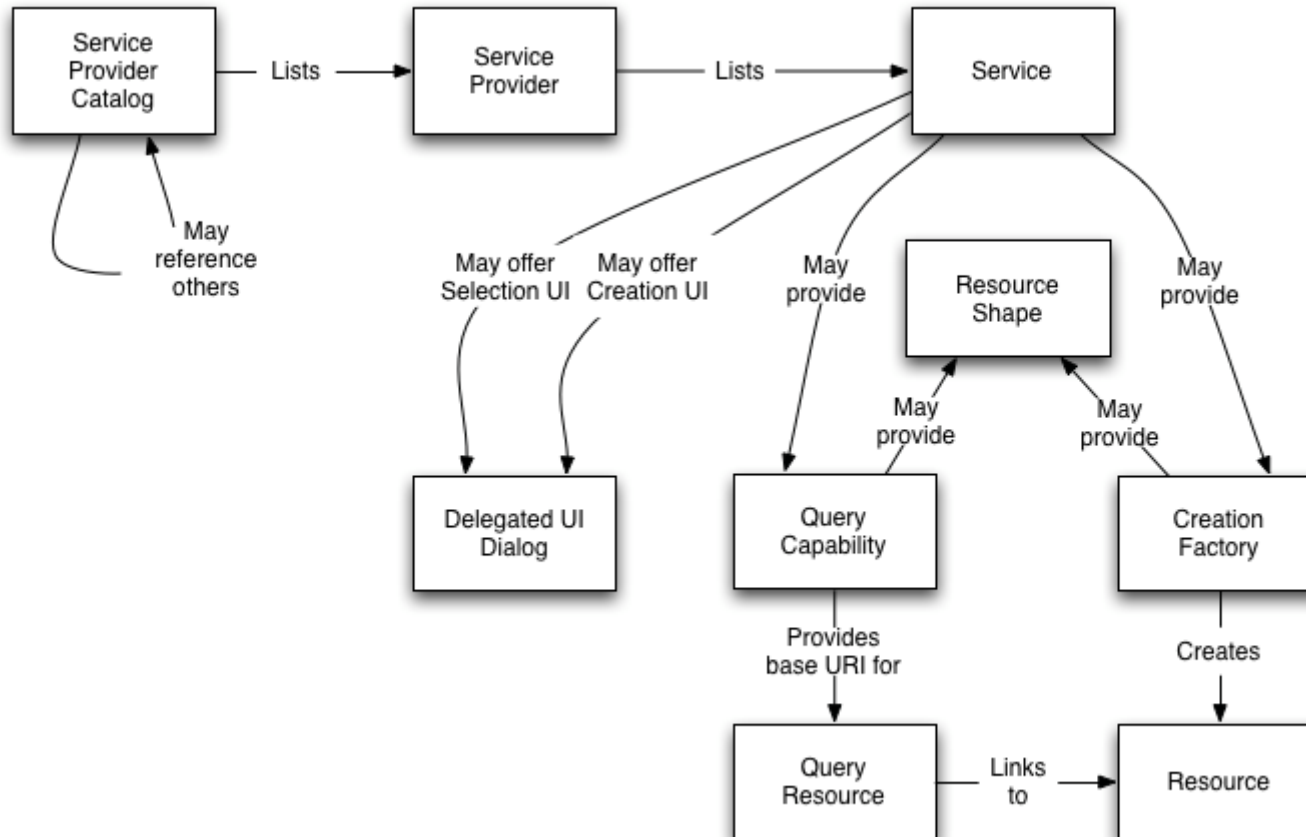 Service
Provider
Catalog
Lists
Service
Provider
Lists
Service
May
reference
others
May offer
Selection UI
May offer
Creation UI
May
provide
Resource
Shape
May
provide
May
provide
May
provide
Delegated UI
Dialog
Query
Capability
Creation
Factory
Provides
base URI for
Creates
Query
Resource
Links
to
Resource